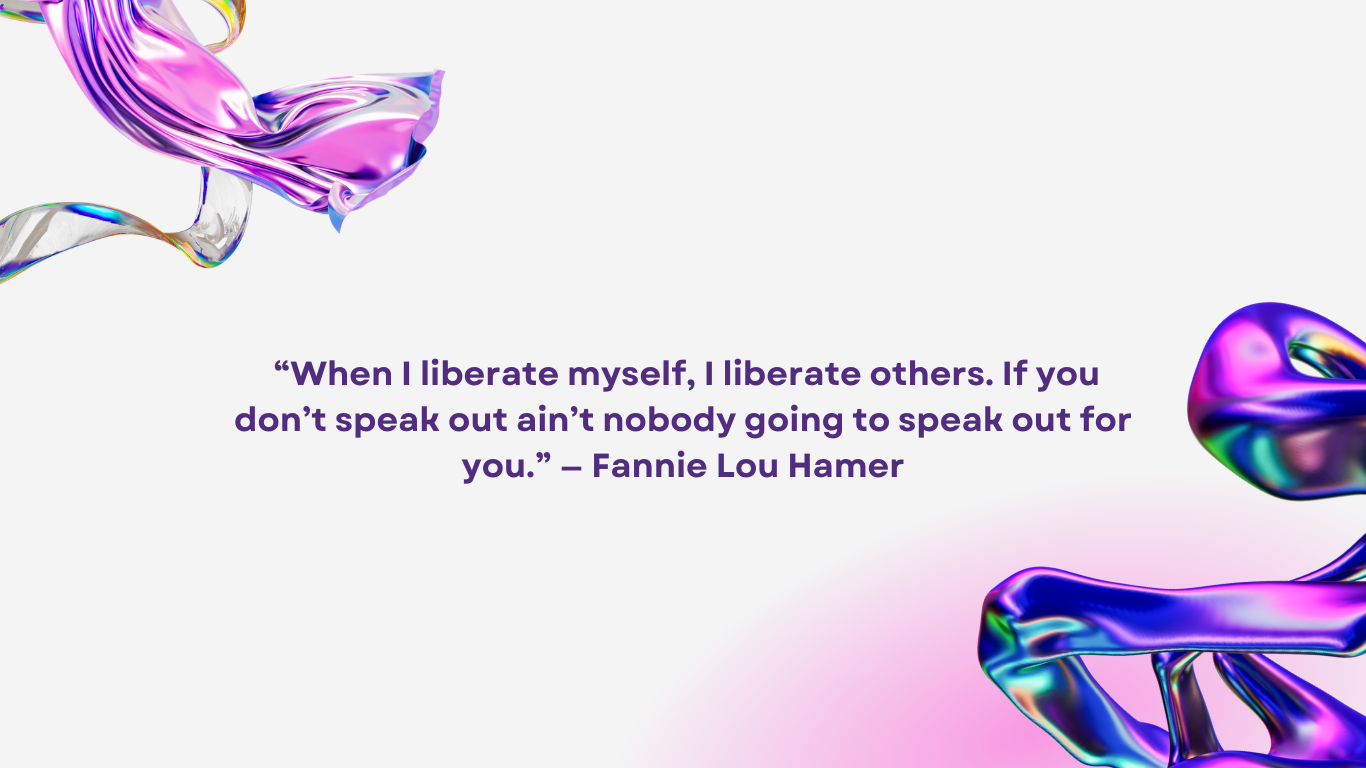 “When I liberate myself, I liberate others. If you
don’t speak out ain’t nobody going to speak out for
you.” — Fannie Lou Hamer